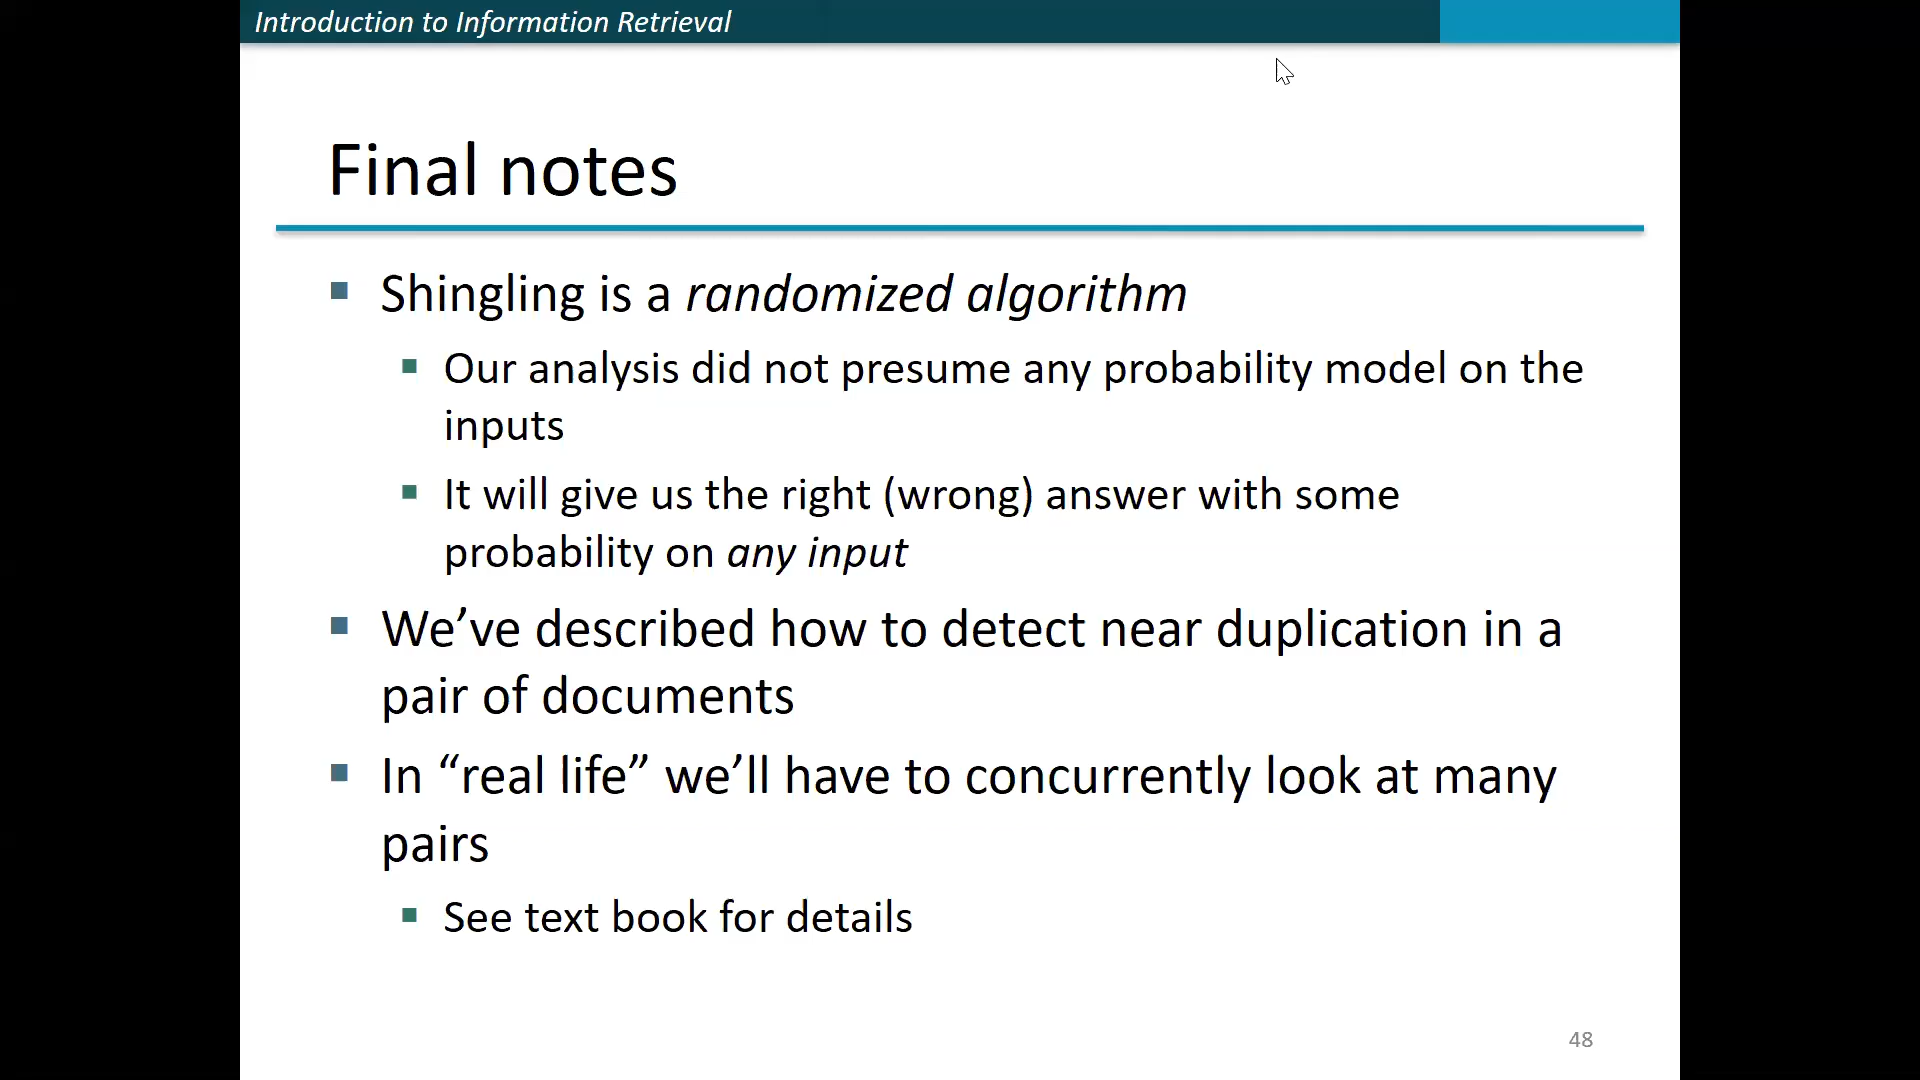 Introduction to Information Retrieval
Final notes
Shingling is a randomized algorithm
Our analysis did not presume any probability model on the
inputs
It will give us the right (wrong) answer with some
probability on any input
We’ve described how to detect near duplication in a
pair of documents
In “real life” we’ll have to concurrently look at many
pairs
See text book for details
48